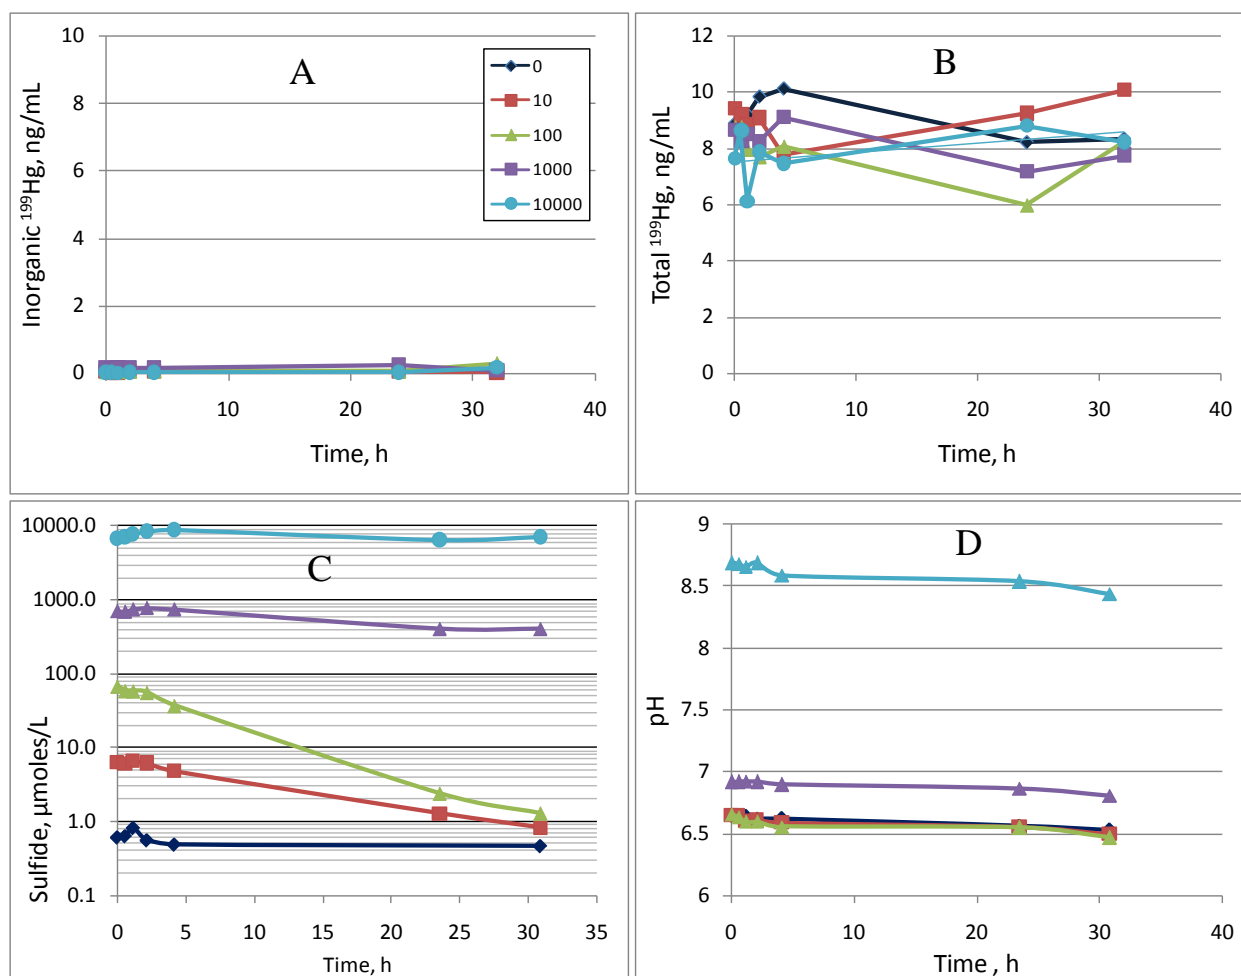 A
Inorganic ¹⁹⁹Hg, ng/mL
10
8
6
4
2
0
0 10 20 30 40
Time, h
0
10
100
1000
10000
B
Total ¹⁹⁹Hg, ng/mL
12
10
8
6
4
2
0
0 10 20 30 40
Time, h
C
Sulfide, µmoles/L
10000.0
1000.0
100.0
10.0
1.0
0.1
0 5 10 15 20 25 30 35
Time, h
D
pH
9
8.5
8
7.5
7
6.5
6
0 10 20 30 40
Time , h